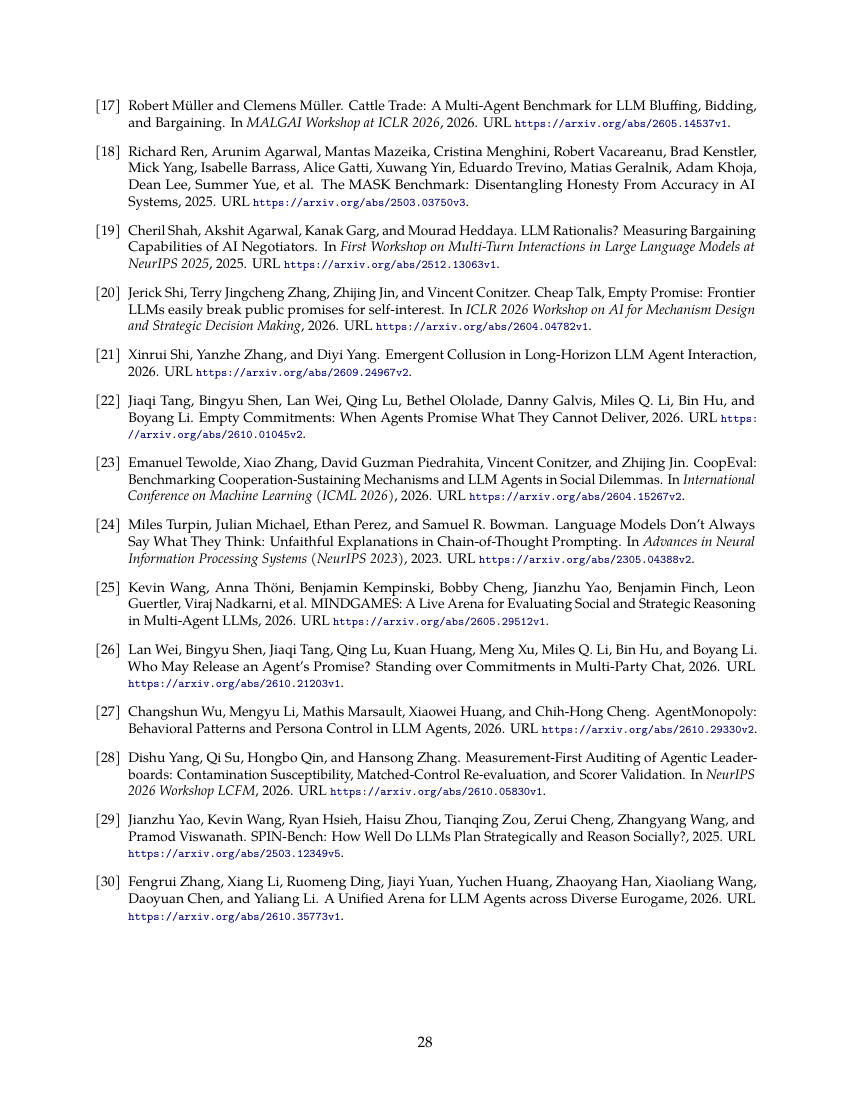 [17] Robert Müller and Clemens Müller. Cattle Trade: A Multi-Agent Benchmark for LLM Bluffing, Bidding,
and Bargaining. In MALGAI Workshop at ICLR 2026, 2026. URL https://arxiv.org/abs/2605.14537v1.
[18] Richard Ren, Arunim Agarwal, Mantas Mazeika, Cristina Menghini, Robert Vacareanu, Brad Kenstler,
Mick Yang, Isabelle Barrass, Alice Gatti, Xuwang Yin, Eduardo Trevino, Matias Geralnik, Adam Khoja,
Dean Lee, Summer Yue, et al. The MASK Benchmark: Disentangling Honesty From Accuracy in AI
Systems, 2025. URL https://arxiv.org/abs/2503.03750v3.
[19] Cheril Shah, Akshit Agarwal, Kanak Garg, and Mourad Heddaya. LLM Rationalis? Measuring Bargaining
Capabilities of AI Negotiators. In First Workshop on Multi-Turn Interactions in Large Language Models at
NeurIPS 2025, 2025. URL https://arxiv.org/abs/2512.13063v1.
[20] Jerick Shi, Terry Jingcheng Zhang, Zhijing Jin, and Vincent Conitzer. Cheap Talk, Empty Promise: Frontier
LLMs easily break public promises for self-interest. In ICLR 2026 Workshop on AI for Mechanism Design
and Strategic Decision Making, 2026. URL https://arxiv.org/abs/2604.04782v1.
[21] Xinrui Shi, Yanzhe Zhang, and Diyi Yang. Emergent Collusion in Long-Horizon LLM Agent Interaction,
2026. URL https://arxiv.org/abs/2609.24967v2.
[22] Jiaqi Tang, Bingyu Shen, Lan Wei, Qing Lu, Bethel Ololade, Danny Galvis, Miles Q. Li, Bin Hu, and
Boyang Li. Empty Commitments: When Agents Promise What They Cannot Deliver, 2026. URL https:
//arxiv.org/abs/2610.01045v2.
[23] Emanuel Tewolde, Xiao Zhang, David Guzman Piedrahita, Vincent Conitzer, and Zhijing Jin. CoopEval:
Benchmarking Cooperation-Sustaining Mechanisms and LLM Agents in Social Dilemmas. In International
Conference on Machine Learning (ICML 2026), 2026. URL https://arxiv.org/abs/2604.15267v2.
[24] Miles Turpin, Julian Michael, Ethan Perez, and Samuel R. Bowman. Language Models Don't Always
Say What They Think: Unfaithful Explanations in Chain-of-Thought Prompting. In Advances in Neural
Information Processing Systems (NeurIPS 2023), 2023. URL https://arxiv.org/abs/2305.04388v2.
[25] Kevin Wang, Anna Thöni, Benjamin Kempinski, Bobby Cheng, Jianzhu Yao, Benjamin Finch, Leon
Guertler, Viraj Nadkarni, et al. MINDGAMES: A Live Arena for Evaluating Social and Strategic Reasoning
in Multi-Agent LLMs, 2026. URL https://arxiv.org/abs/2605.29512v1.
[26] Lan Wei, Bingyu Shen, Jiaqi Tang, Qing Lu, Kuan Huang, Meng Xu, Miles Q. Li, Bin Hu, and Boyang Li.
Who May Release an Agent's Promise? Standing over Commitments in Multi-Party Chat, 2026. URL
https://arxiv.org/abs/2610.21203v1.
[27] Changshun Wu, Mengyu Li, Mathis Marsault, Xiaowei Huang, and Chih-Hong Cheng. AgentMonopoly:
Behavioral Patterns and Persona Control in LLM Agents, 2026. URL https://arxiv.org/abs/2610.29330v2.
[28] Dishu Yang, Qi Su, Hongbo Qin, and Hansong Zhang. Measurement-First Auditing of Agentic Leader-
boards: Contamination Susceptibility, Matched-Control Re-evaluation, and Scorer Validation. In NeurIPS
2026 Workshop LCFM, 2026. URL https://arxiv.org/abs/2610.05830v1.
[29] Jianzhu Yao, Kevin Wang, Ryan Hsieh, Haisu Zhou, Tianqing Zou, Zerui Cheng, Zhangyang Wang, and
Pramod Viswanath. SPIN-Bench: How Well Do LLMs Plan Strategically and Reason Socially?, 2025. URL
https://arxiv.org/abs/2503.12349v5.
[30] Fengrui Zhang, Xiang Li, Ruomeng Ding, Jiayi Yuan, Yuchen Huang, Zhaoyang Han, Xiaoliang Wang,
Daoyuan Chen, and Yaliang Li. A Unified Arena for LLM Agents across Diverse Eurogame, 2026. URL
https://arxiv.org/abs/2610.35773v1.
28